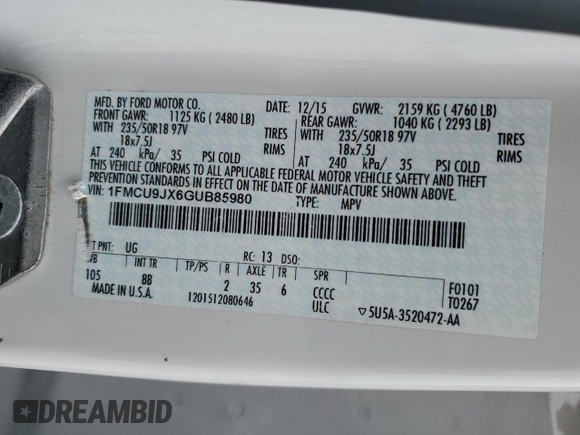 MFD. BY FORD MOTOR CO. 12/15 GVWR: 2159 KG ( 4760 LB)
FRONT GAWR: 1125 KG ( 2480 LB) REAR GAWR: 1040 KG ( 2293 LB)
WITH 235/50R18 97V TIRES WITH 235/50R18 97V TIRES
18x7.5J RIMS 18x7.5J RIMS
AT 240 kPa/ 35 PSI COLD AT 240 kPa/ 35 PSI COLD
THIS VEHICLE CONFORMS TO ALL APPLICABLE FEDERAL MOTOR VEHICLE SAFETY AND THEFT
PREVENTION STANDARDS IN EFFECT ON THE DATE OF MANUFACTURE SHOWN ABOVE.
VIN: 1FMCU9JX6GUB85980 TYPE: MPV
PNT: UG RC: 13 DSO:
WB INT TR TP/PS R AXLE TR SPR F0101
105 8B 2 35 6 CCCC T0267
MADE IN U.S.A. 1201512080646 ULC ▽5U5A-3520472-AA
DREAMBID